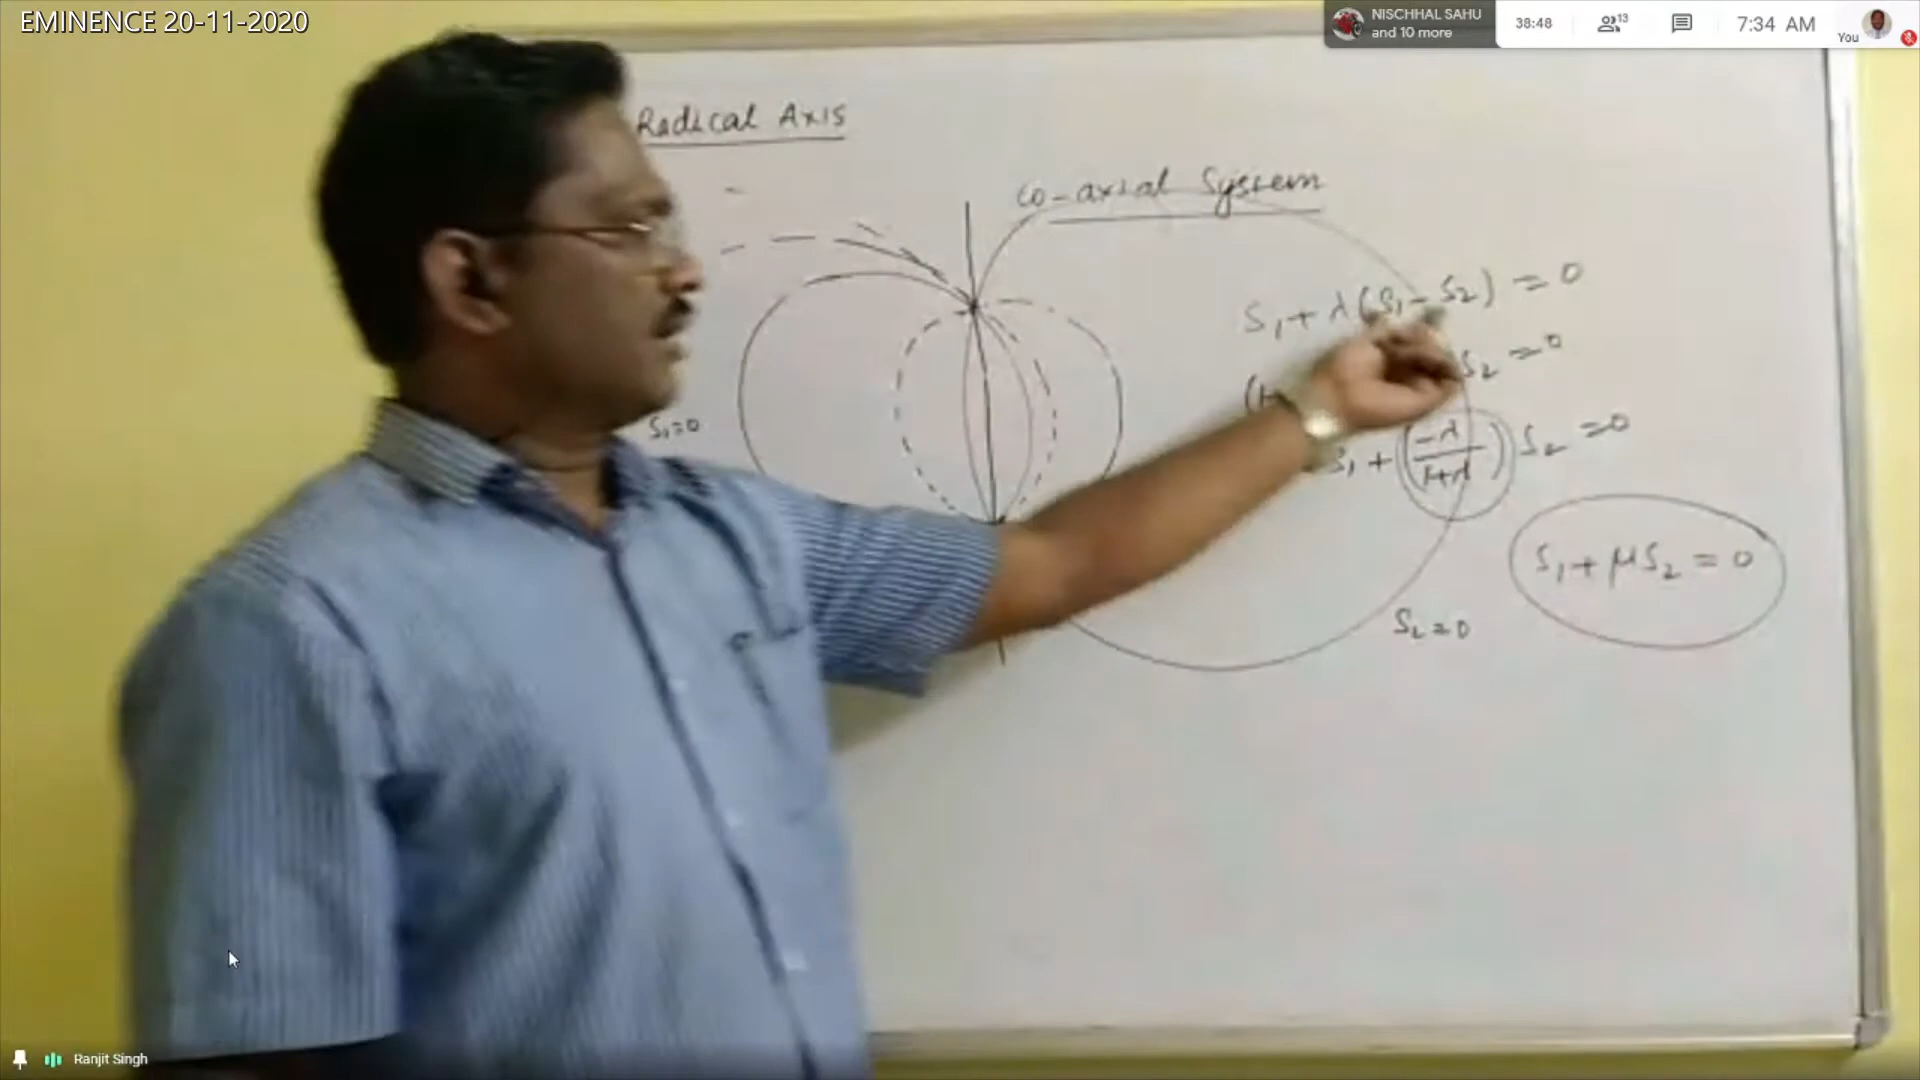 EMINENCE 20-11-2020
NISCHHAL SAHU
and 10 more
38:48
13
7:34 AM
You
Radical Axis
co-axial System
S₁ + λ(S₁ - S₂) = 0
S₂ = 0
S₁ + (-λ/1+λ) S₂ = 0
S₁ = 0
S₁ + μS₂ = 0
S₂ = 0
Ranjit Singh